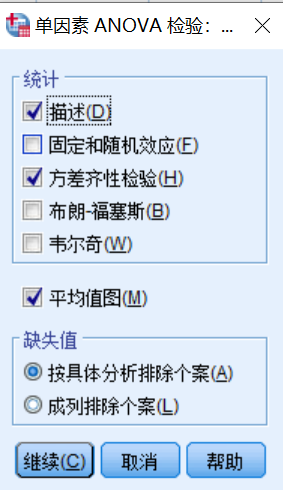 单因素 ANOVA 检验: ...
统计
描述(D)
固定和随机效应(F)
方差齐性检验(H)
布朗-福塞斯(B)
韦尔奇(W)
平均值图(M)
缺失值
按具体分析排除个案(A)
成列排除个案(L)
继续(C) 取消 帮助